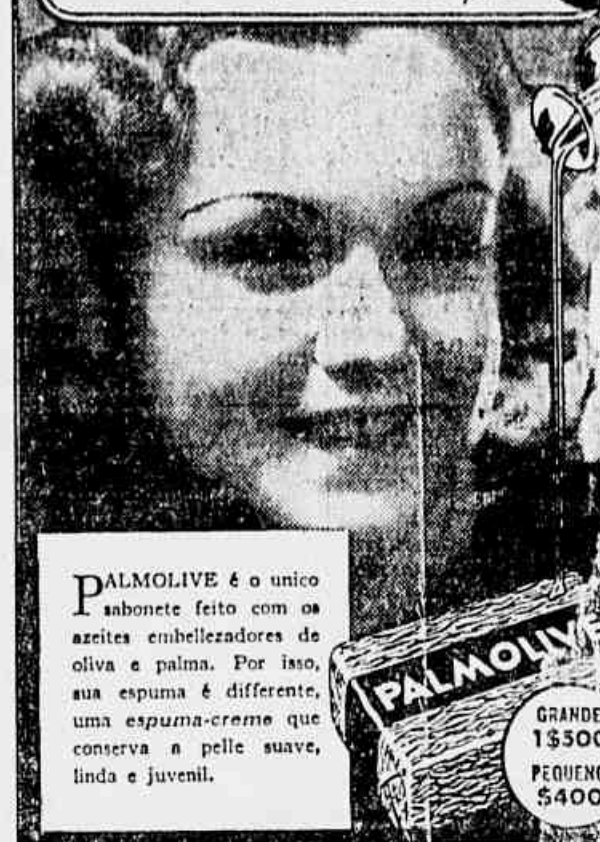 PALMOLIVE é o unico
sabonete feito com os
azeites embellezadores de
oliva e palma. Por isso,
sua espuma é differente,
uma espuma-creme que
conserva a pelle suave,
linda e juvenil.
PALMOLIVE
GRANDE
1$500
PEQUENO
$400